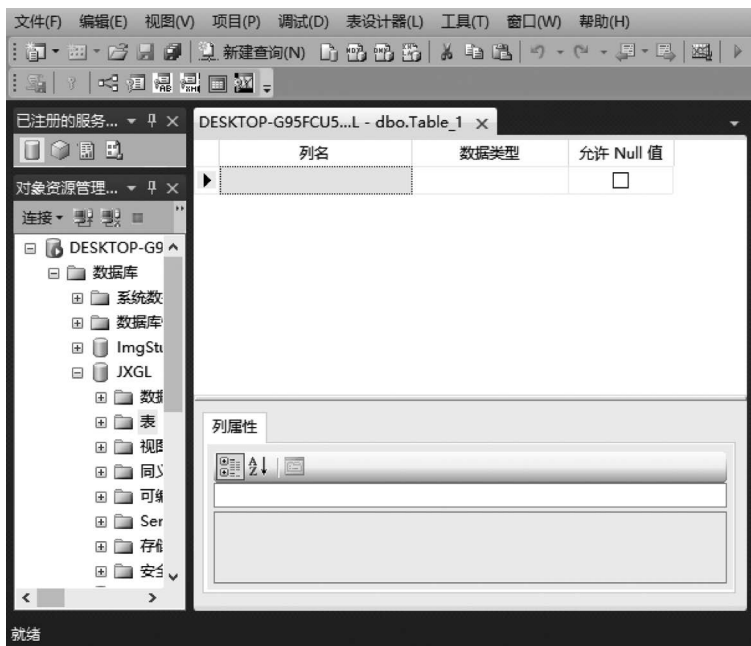 文件(F) 编辑(E) 视图(V) 项目(P) 调试(D) 表设计器(L) 工具(T) 窗口(W) 帮助(H)
新建查询(N)
已注册的服务...
DESKTOP-G95FCU5...L - dbo.Table_1
列名 数据类型 允许 Null 值
对象资源管理...
连接
DESKTOP-G9
数据库
系统数
数据库
ImgStu
JXGL
数据
表
列属性
视图
同义
可编
Ser
存储
安全
就绪